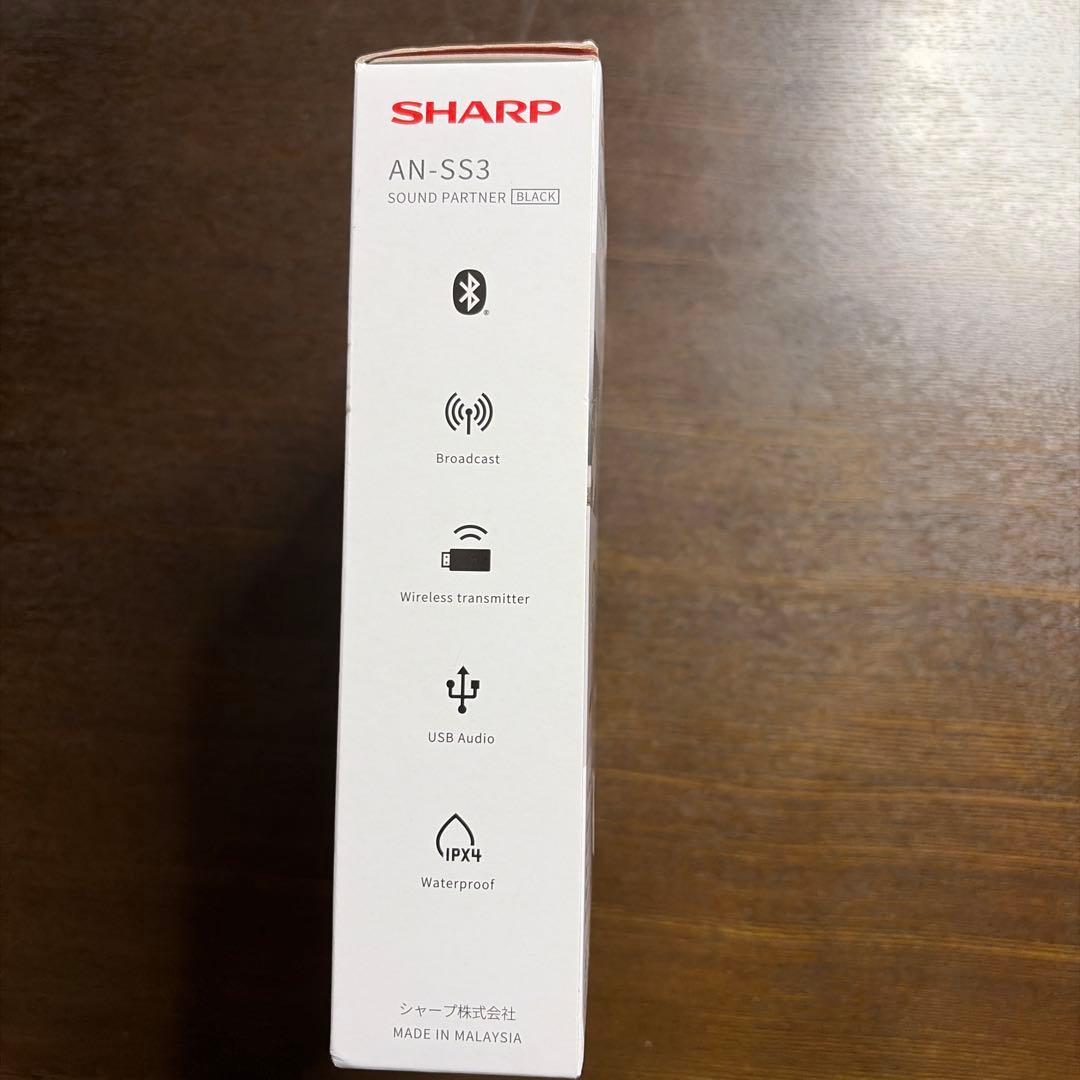 SHARP
AN-SS3
SOUND PARTNER BLACK
Broadcast
Wireless transmitter
USB Audio
IPX4
Waterproof
シャープ株式会社
MADE IN MALAYSIA